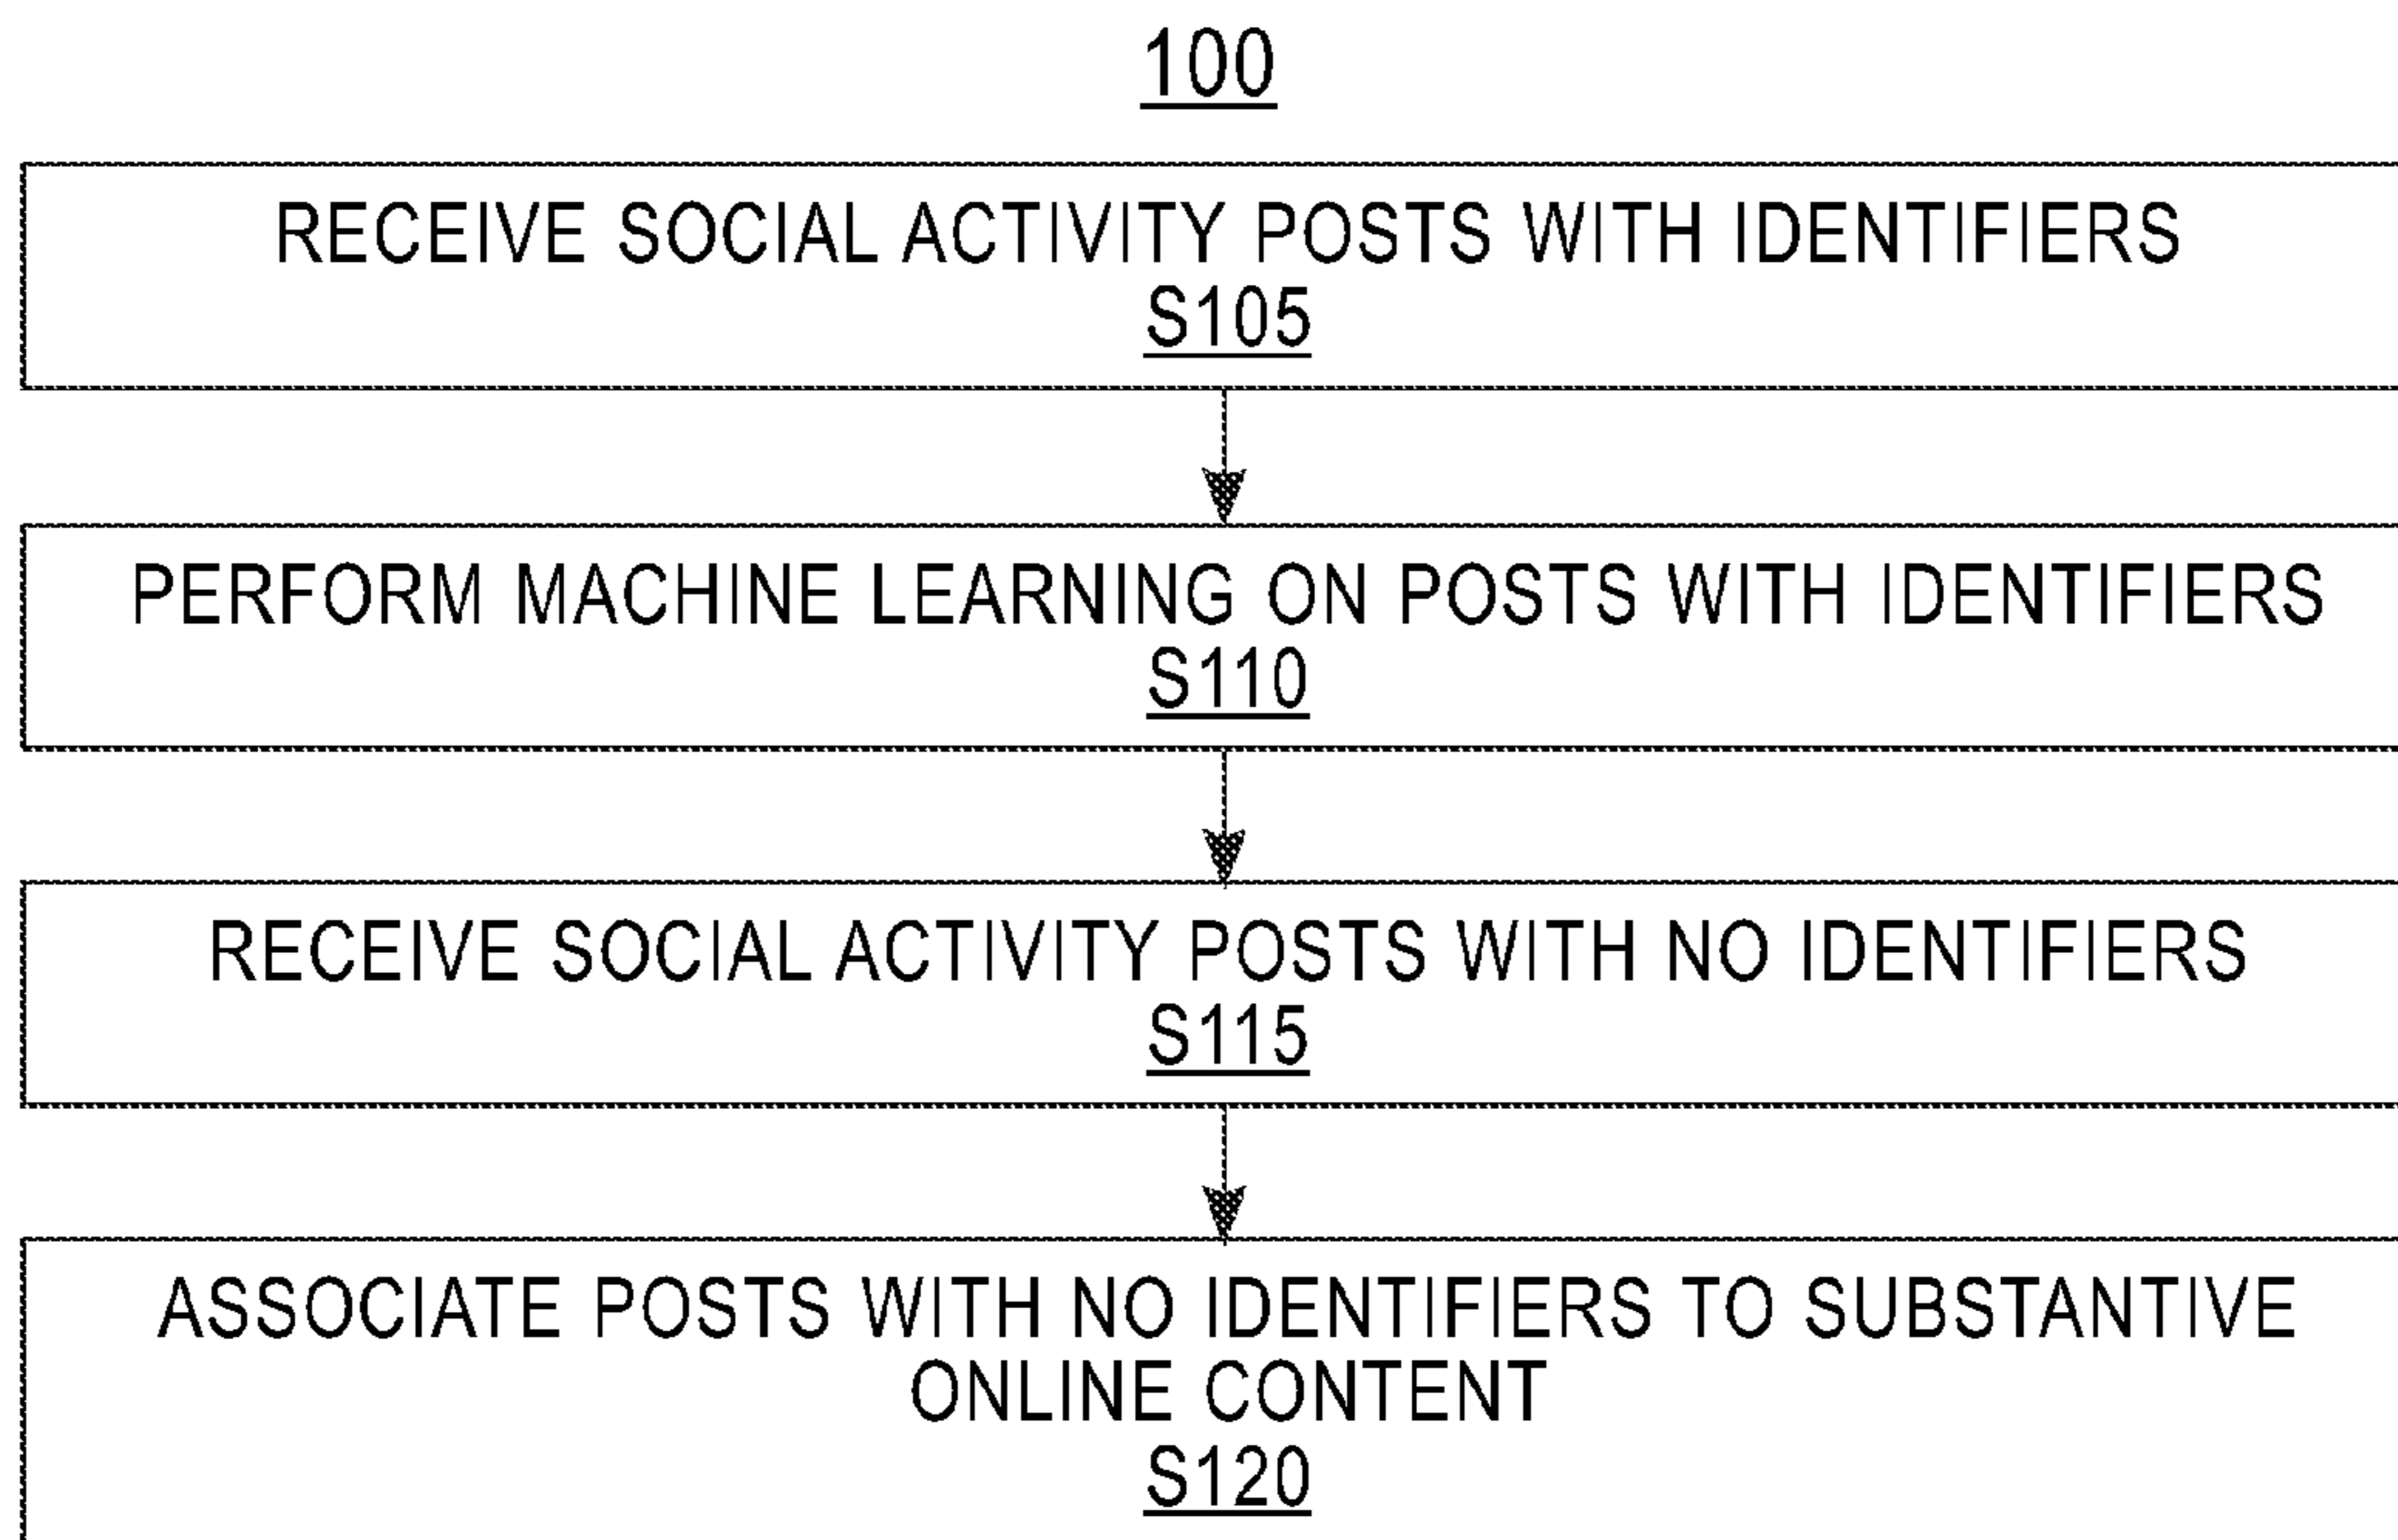 100
RECEIVE SOCIAL ACTIVITY POSTS WITH IDENTIFIERS
S105
PERFORM MACHINE LEARNING ON POSTS WITH IDENTIFIERS
S110
RECEIVE SOCIAL ACTIVITY POSTS WITH NO IDENTIFIERS
S115
ASSOCIATE POSTS WITH NO IDENTIFIERS TO SUBSTANTIVE
ONLINE CONTENT
S120